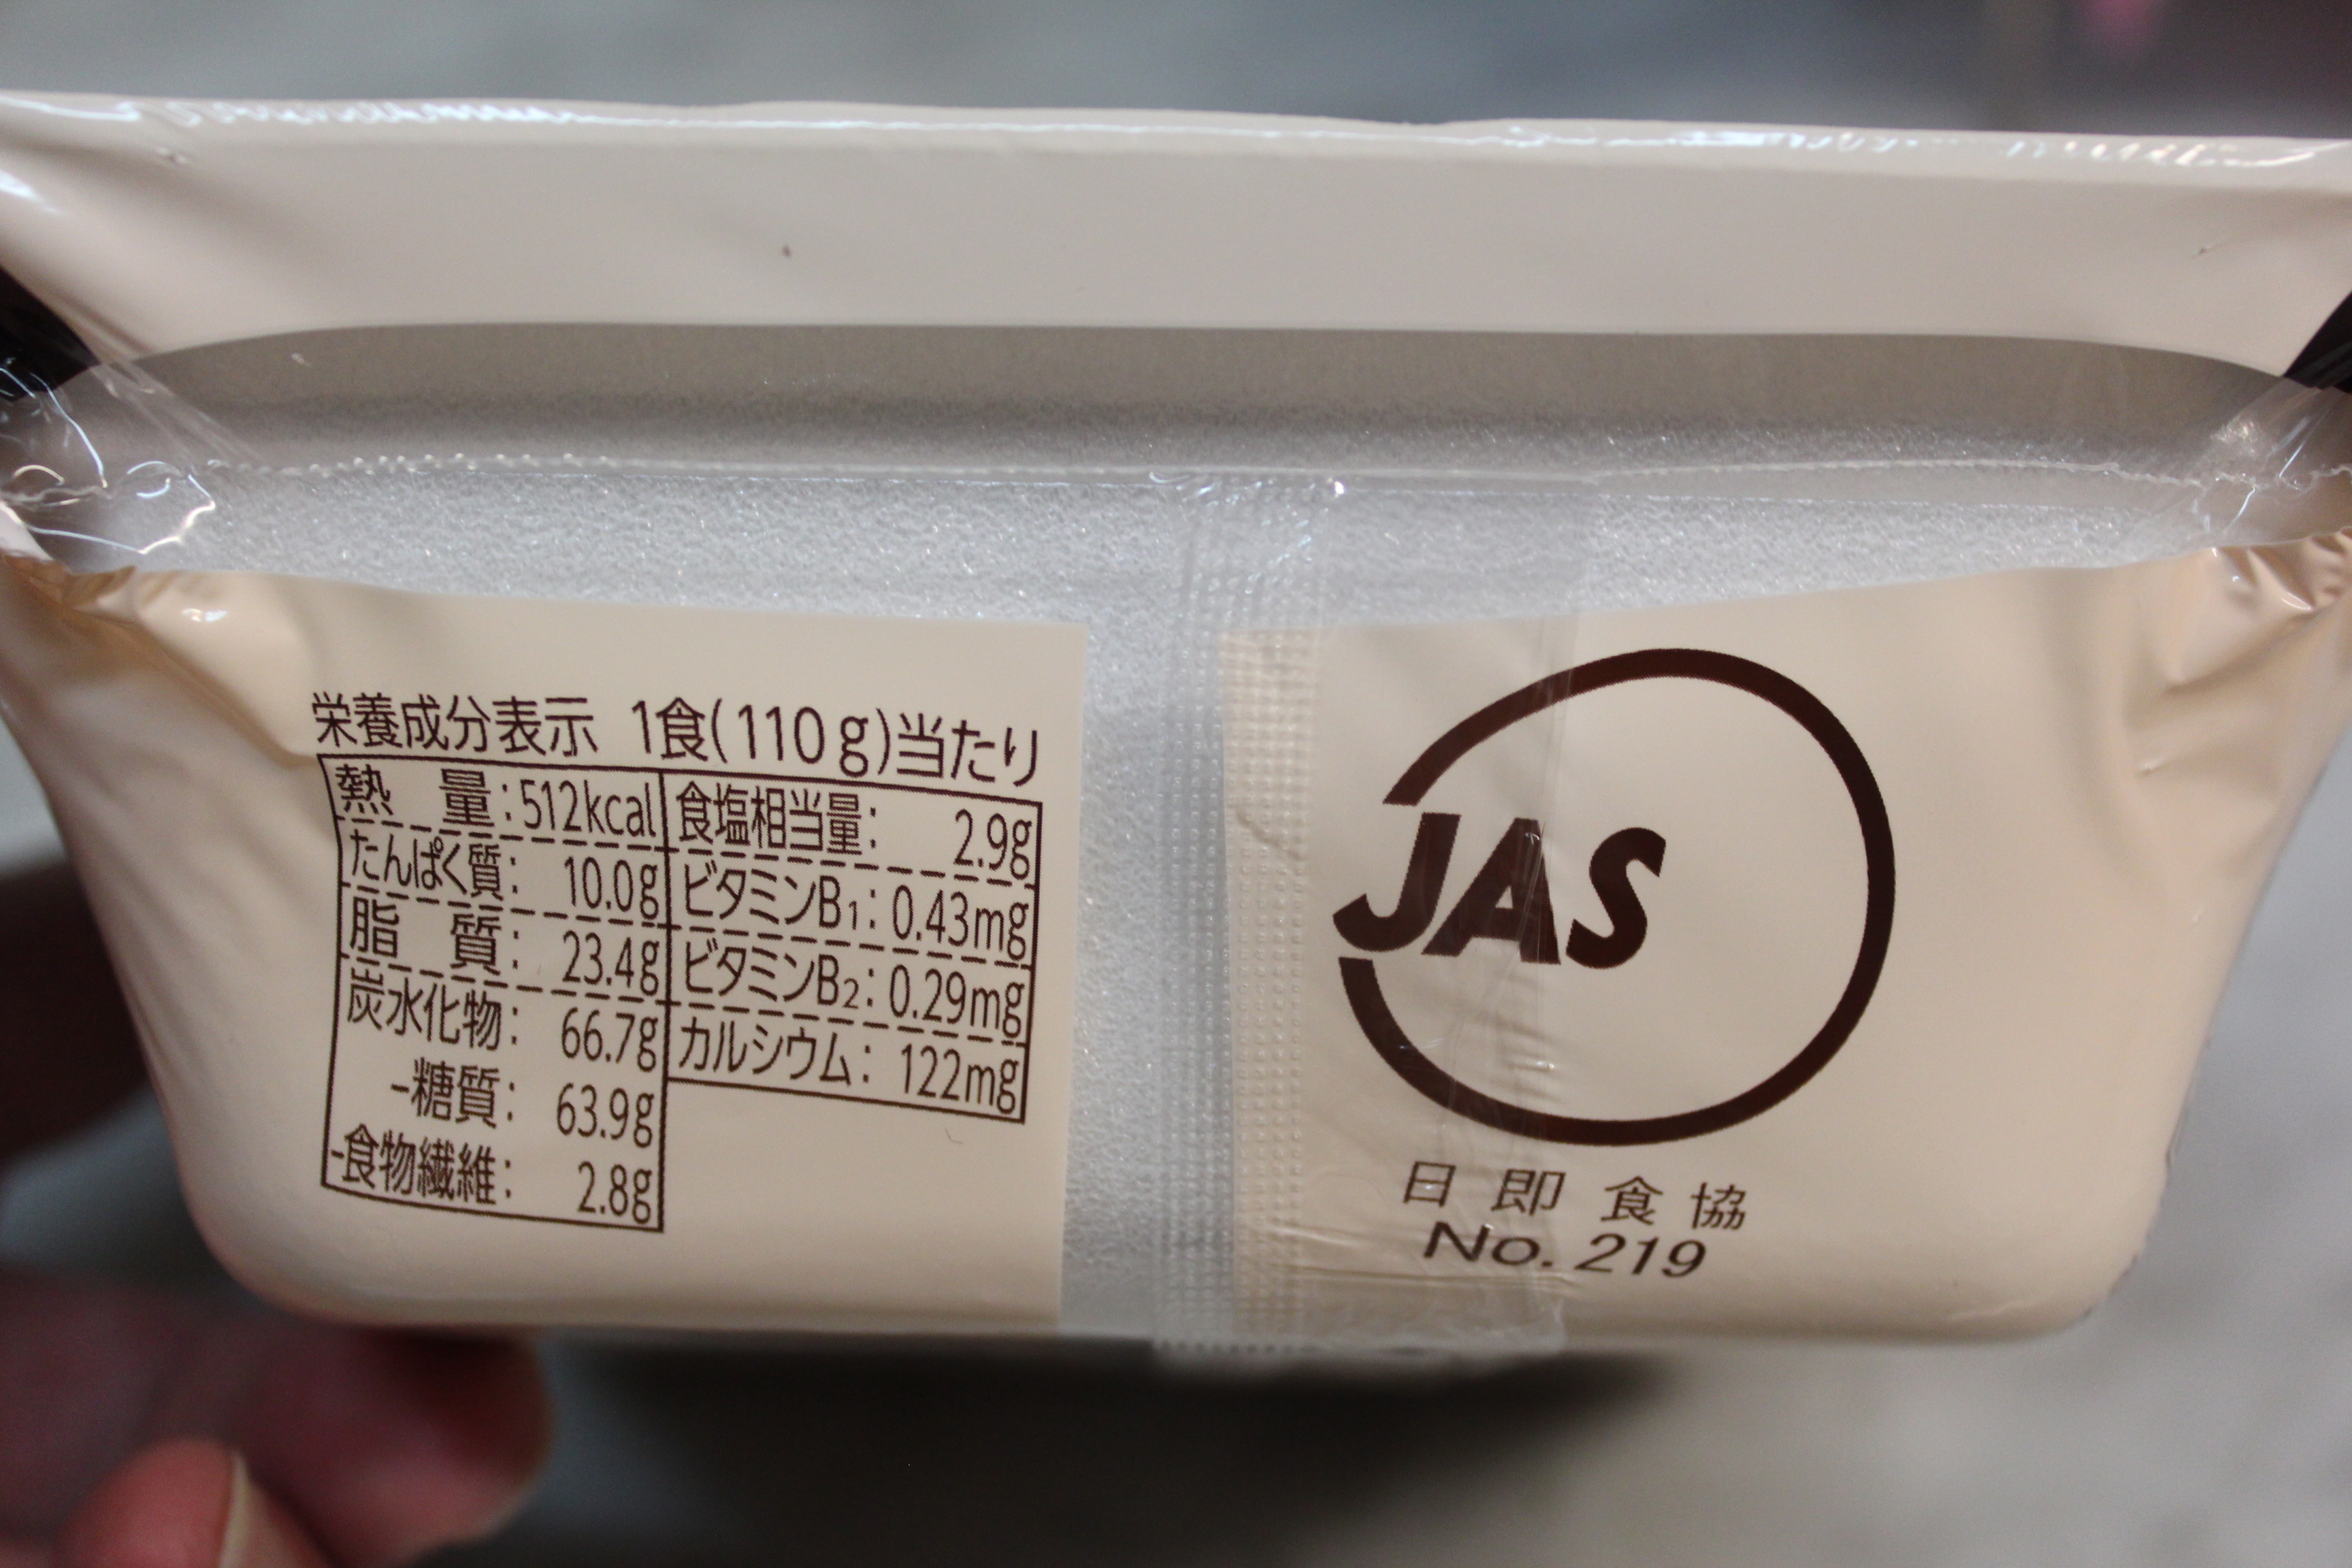 栄養成分表示 1食(110g)当たり
熱 量:512kcal
たんぱく質: 10.0g
脂 質: 23.4g
炭水化物: 66.7g
-糖質: 63.9g
-食物繊維: 2.8g
食塩相当量: 2.9g
ビタミンB₁: 0.43mg
ビタミンB₂: 0.29mg
カルシウム: 122mg
JAS
日即食協
No. 219